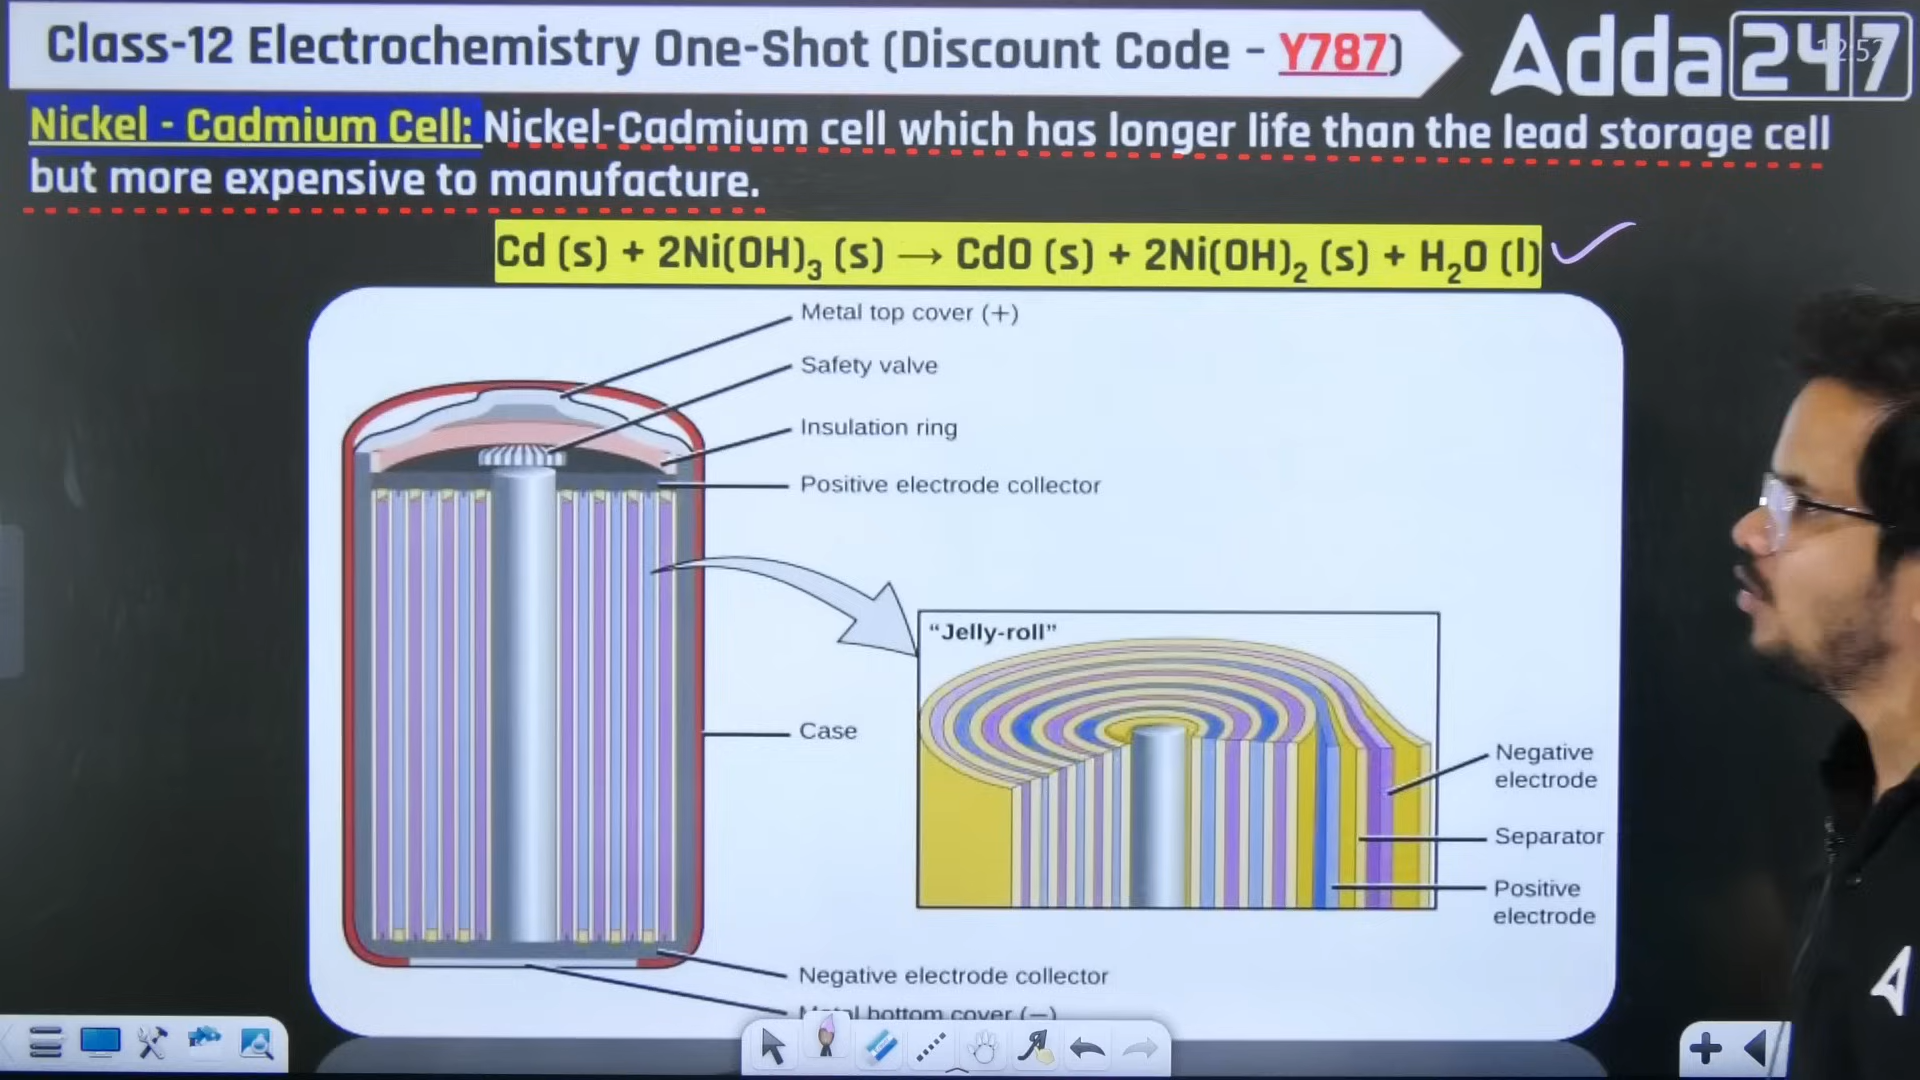 Class-12 Electrochemistry One-Shot (Discount Code - Y787)
Adda247
Nickel - Cadmium Cell: Nickel-Cadmium cell which has longer life than the lead storage cell
but more expensive to manufacture.
Cd (s) + 2Ni(OH)₃ (s) → CdO (s) + 2Ni(OH)₂ (s) + H₂O (l)
Metal top cover (+)
Safety valve
Insulation ring
Positive electrode collector
“Jelly-roll”
Case
Negative
electrode
Separator
Positive
electrode
Negative electrode collector
Metal bottom cover (−)